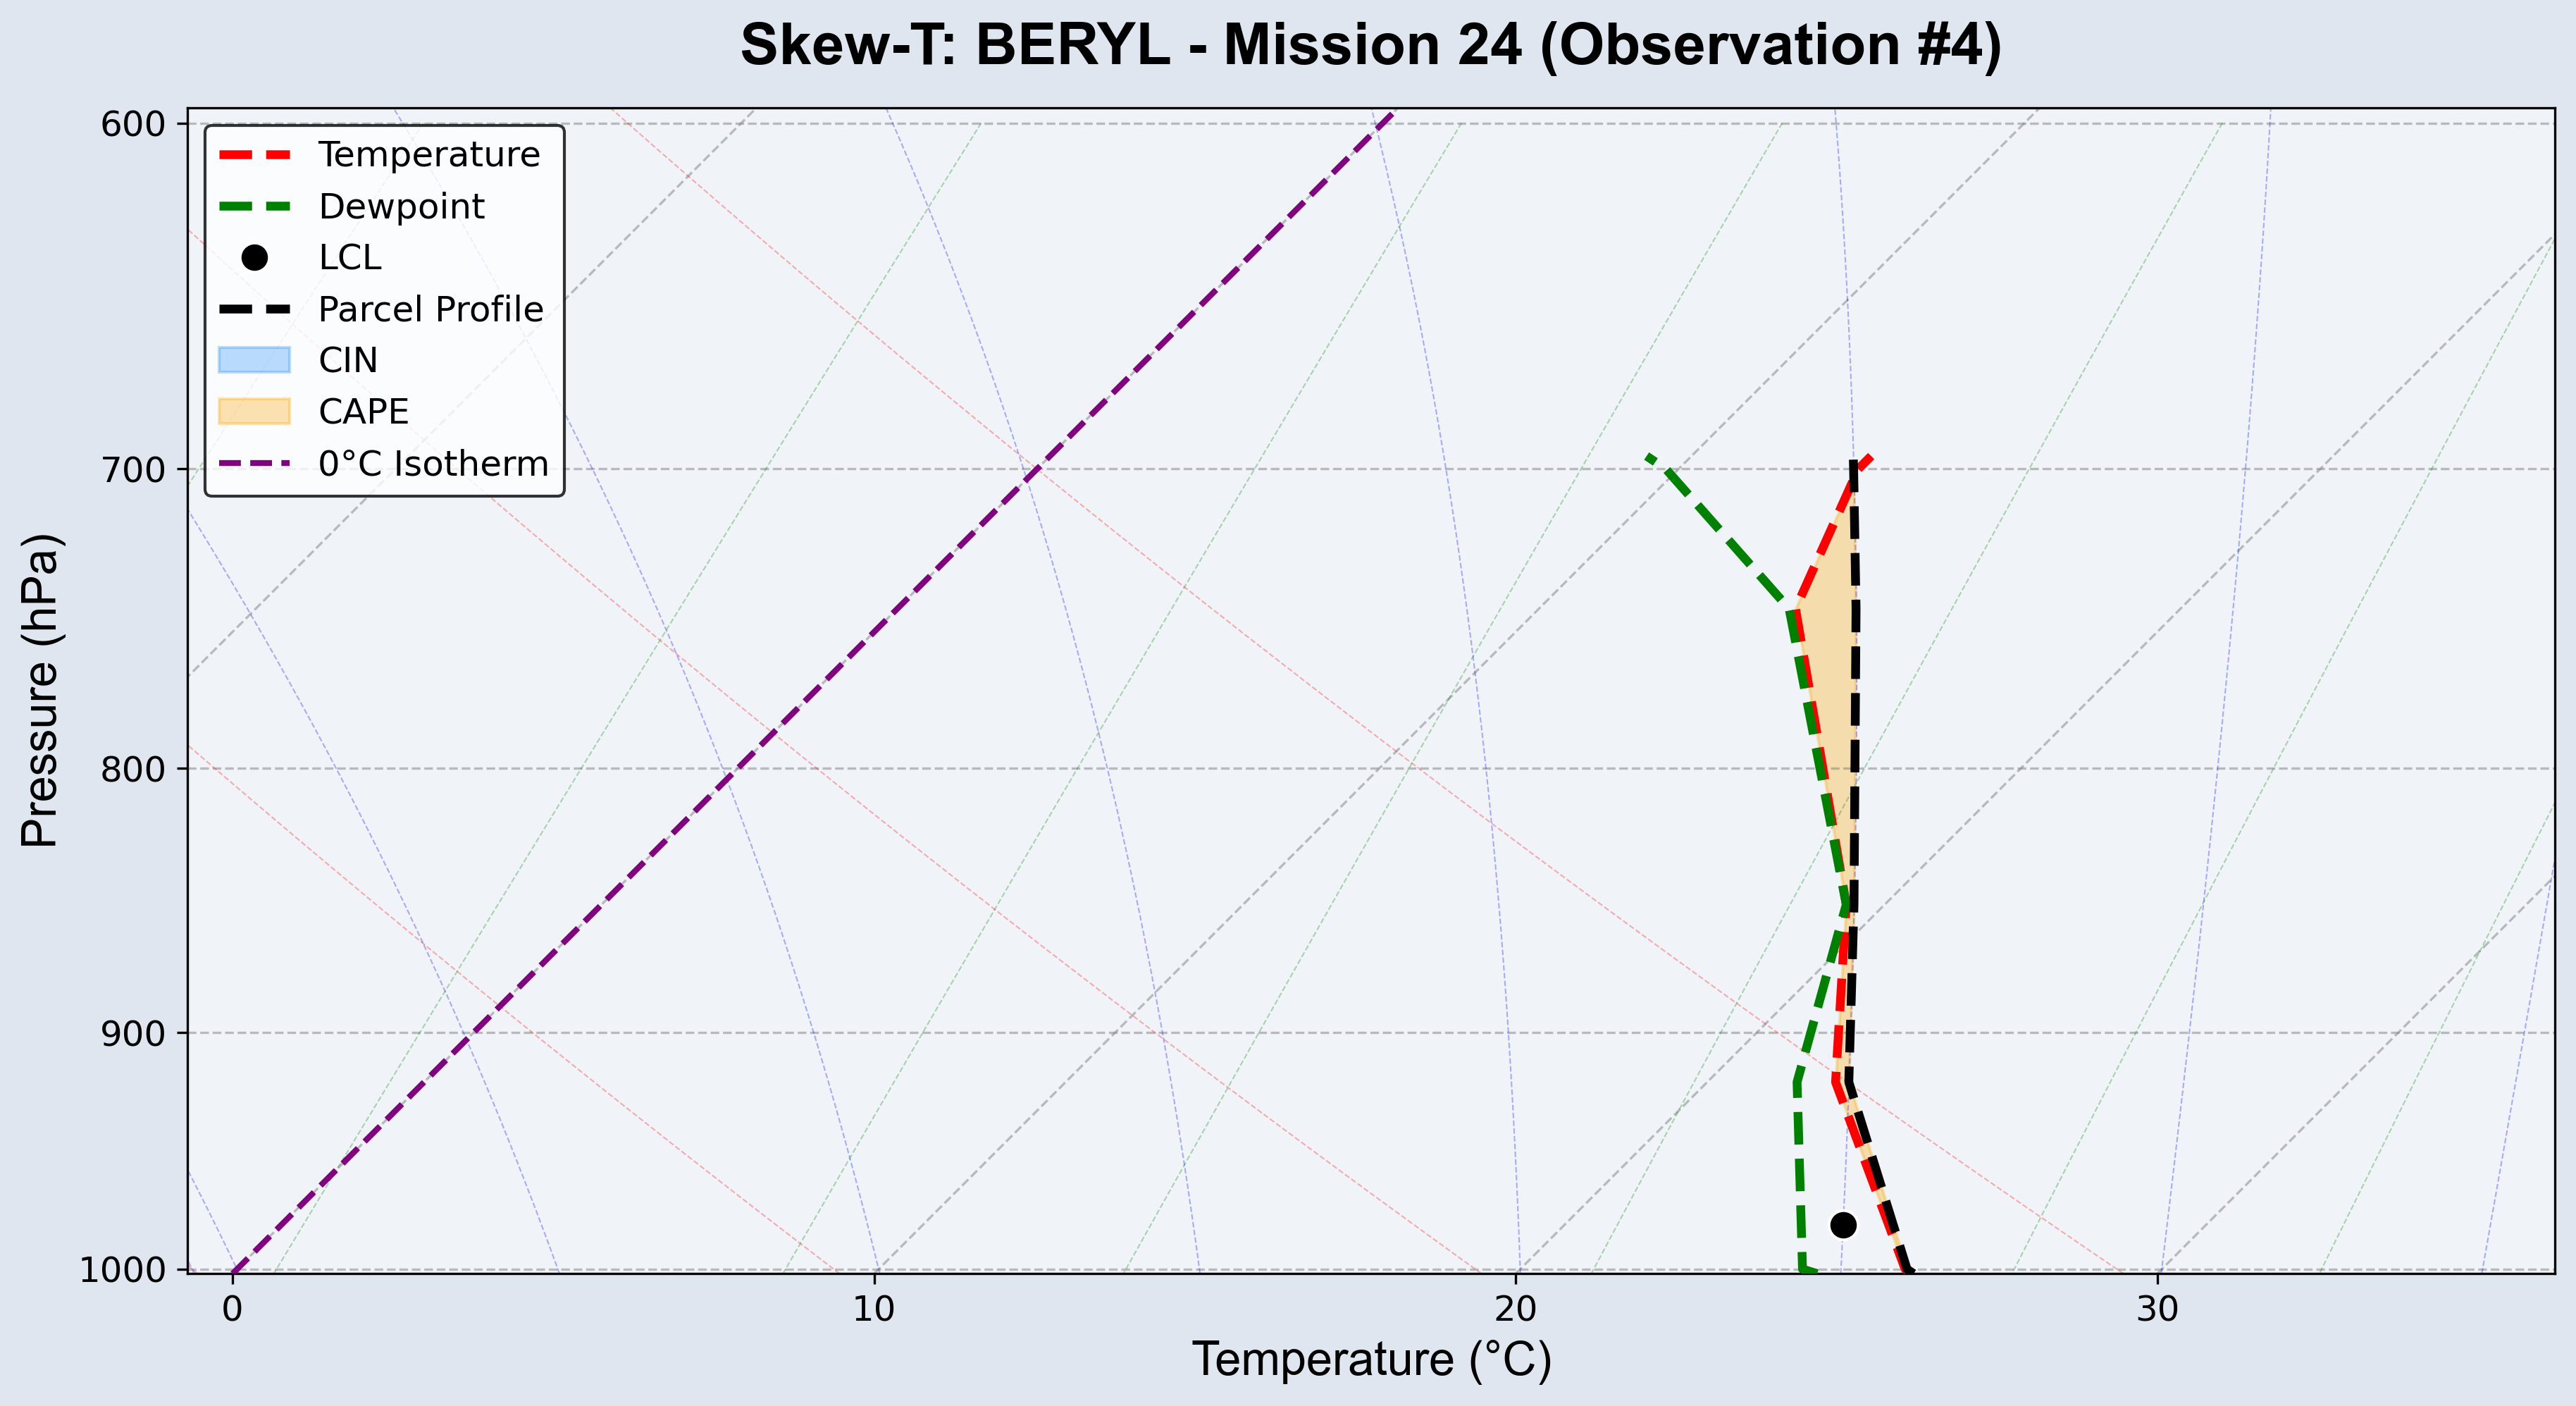 Skew-T: BERYL - Mission 24 (Observation #4)
600
700
800
900
1000
Pressure (hPa)
Temperature
Dewpoint
LCL
Parcel Profile
CIN
CAPE
0°C Isotherm
0
10
20
30
Temperature (°C)